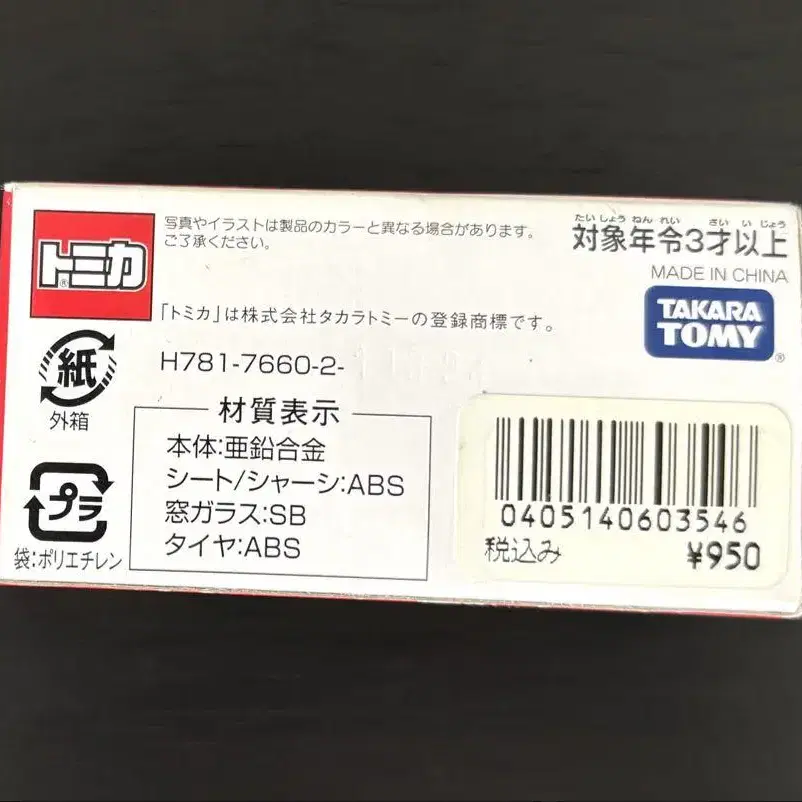 トミカ
®
写真やイラストは製品のカラーと異なる場合があります。
ご了承ください。
「トミカ」は株式会社タカラトミーの登録商標です。
たいしょうねんれい さいいじょう
対象年令3才以上
MADE IN CHINA
TAKARA
TOMY
®
紙
外箱
H781-7660-2-
プラ
袋:ポリエチレン
材質表示
本体:亜鉛合金
シート/シャーシ:ABS
窓ガラス:SB
タイヤ:ABS
0405140603546
税込み ¥950